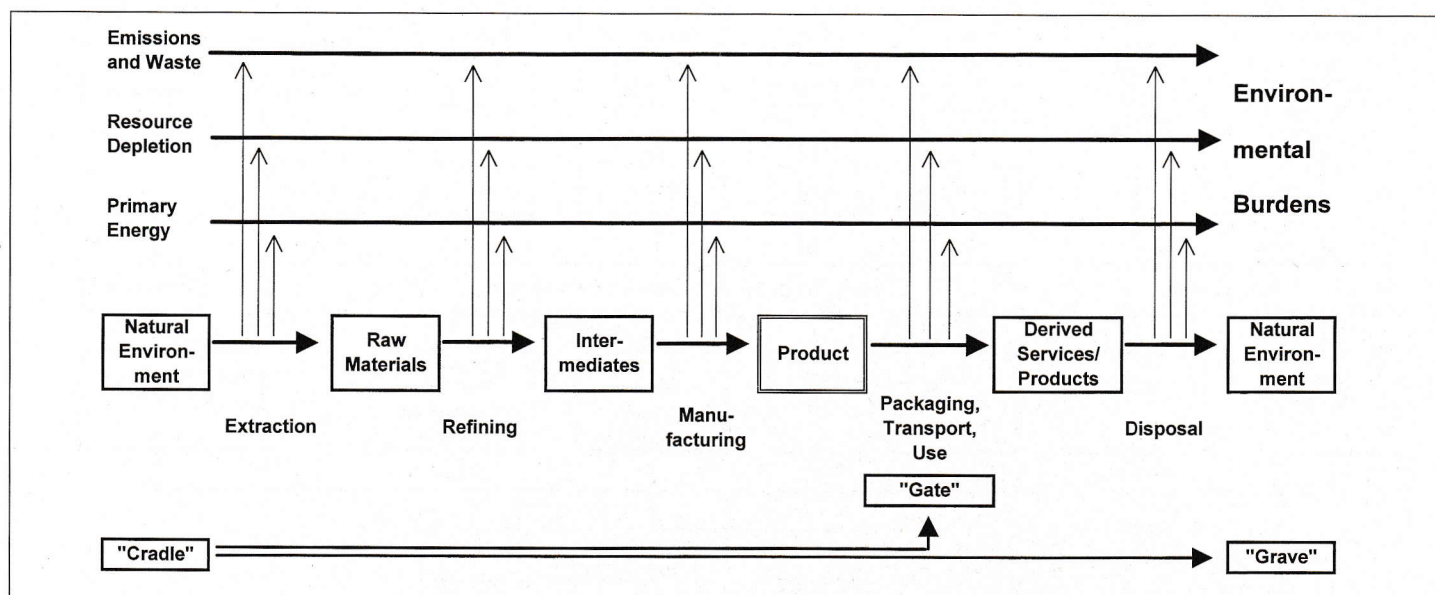 Emissions
and Waste
Resource
Depletion
Primary
Energy
Environ-
mental
Burdens
Natural
Environ-
ment
Raw
Materials
Inter-
mediates
Product
Derived
Services/
Products
Natural
Environ-
ment
Extraction
Refining
Manu-
facturing
Packaging,
Transport,
Use
Disposal
"Gate"
"Cradle"
"Grave"